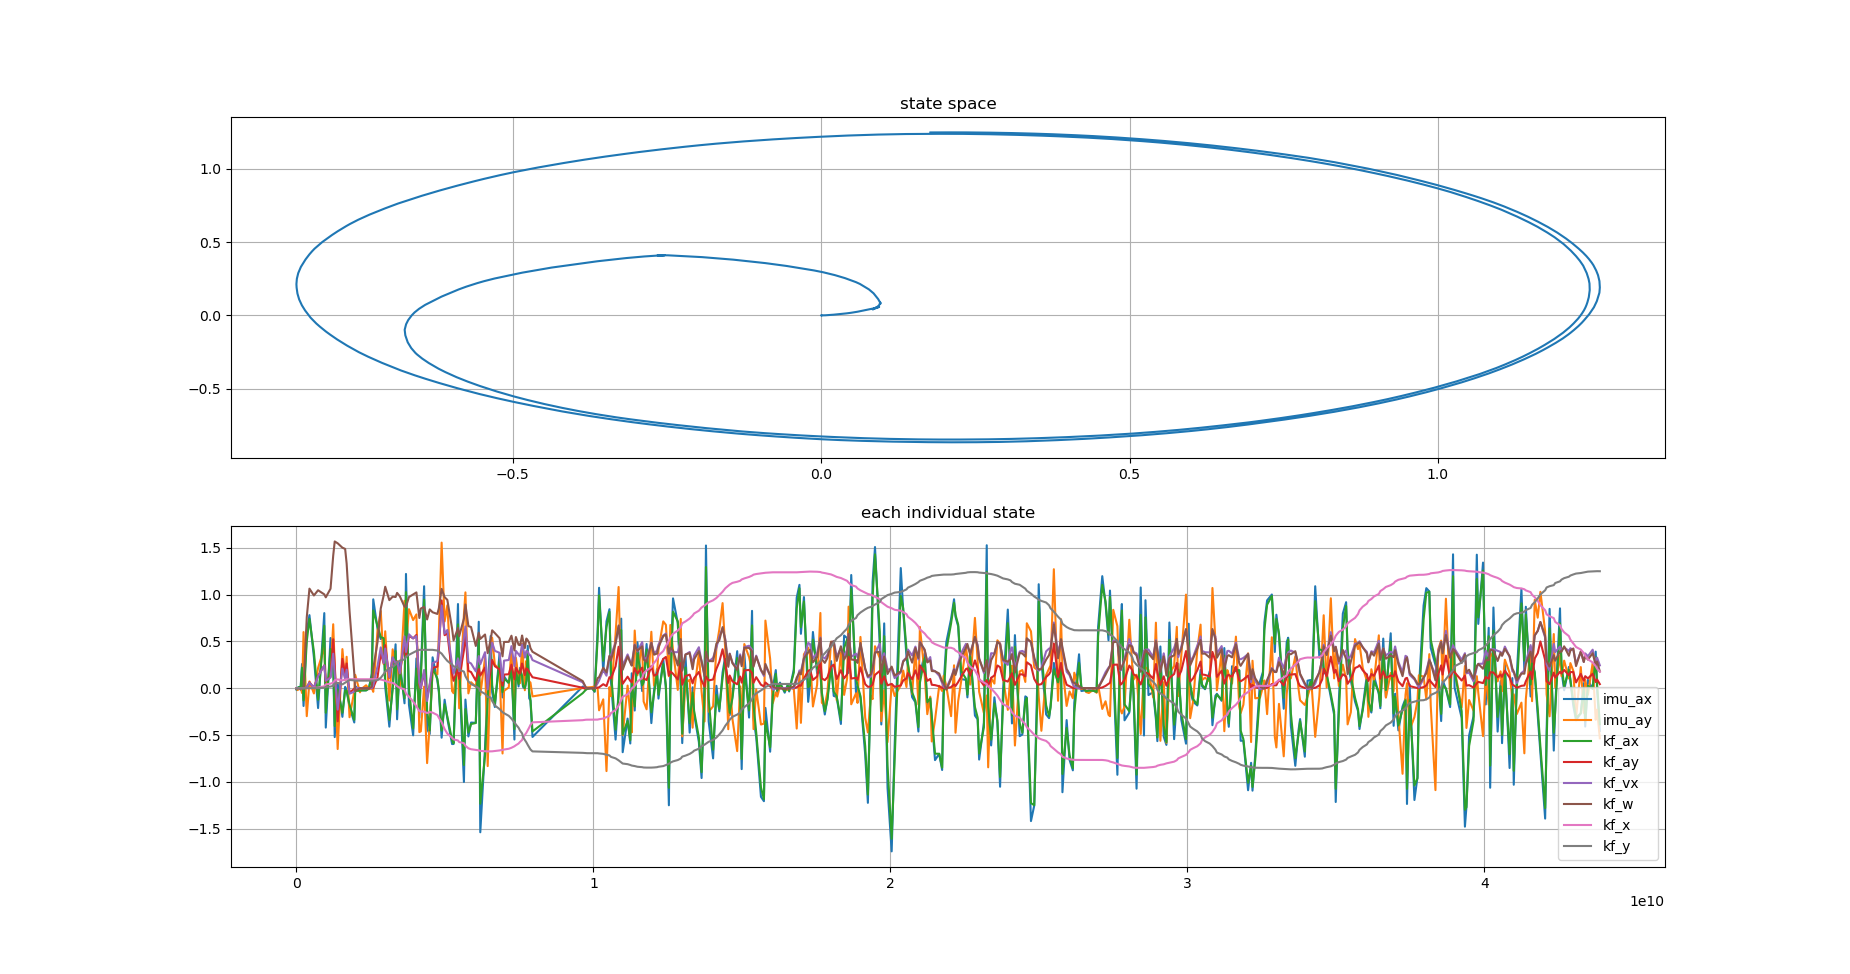 state space
1.0
0.5
0.0
−0.5
−0.5 0.0 0.5 1.0
each individual state
1.5
1.0
0.5
0.0
−0.5
−1.0
−1.5
imu_ax
imu_ay
kf_ax
kf_ay
kf_vx
kf_w
kf_x
kf_y
0 1 2 3 4
1e10